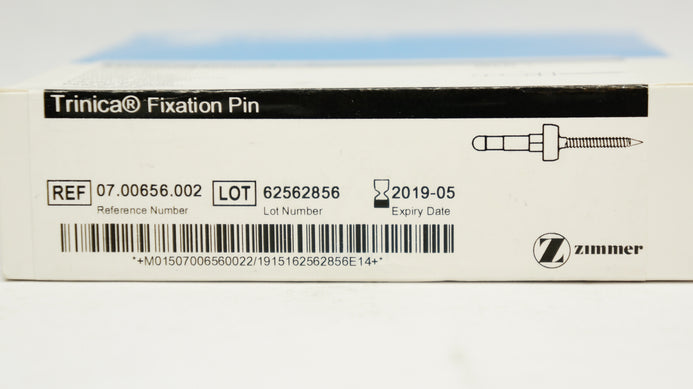 Trinica® Fixation Pin
REF 07.00656.002 LOT 62562856 2019-05
Reference Number Lot Number Expiry Date
*+M01507006560022/1915162562856E14+*
Z zimmer